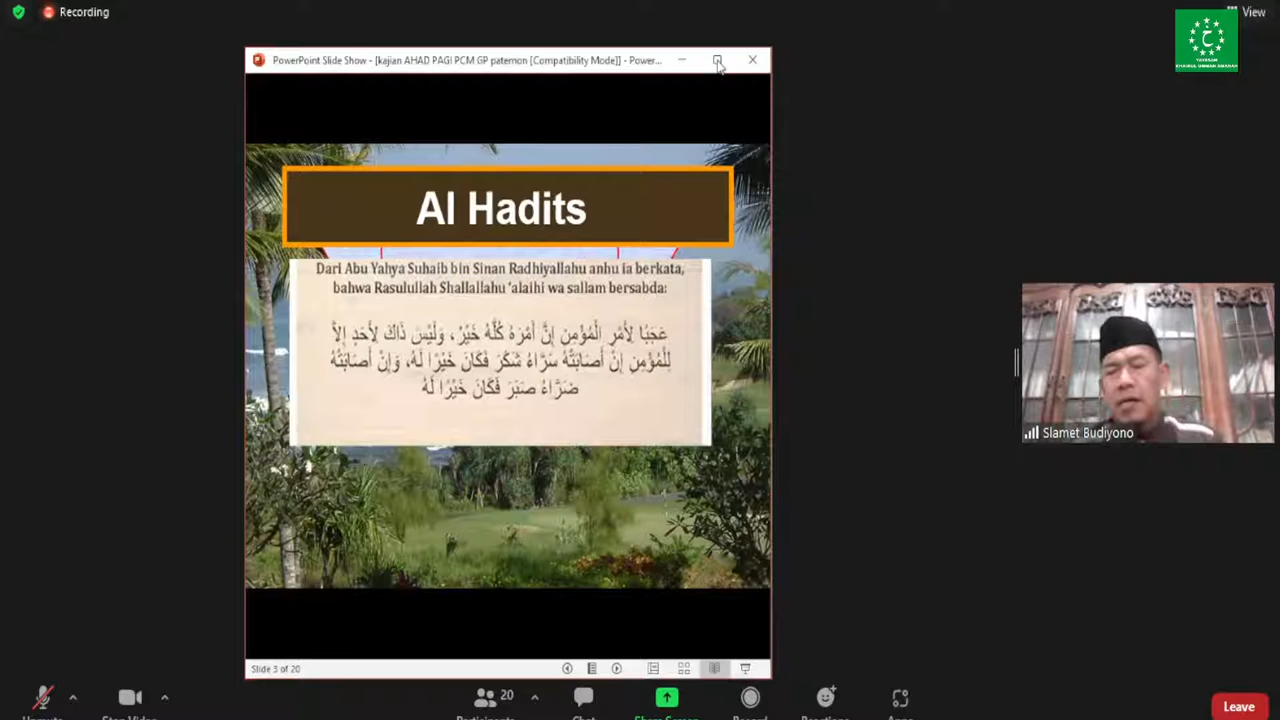 Recording
View
PowerPoint Slide Show - [kajian AHAD PAGI PCM GP patemon [Compatibility Mode]] - Power...
YAYASAN
Al Hadits
Dari Abu Yahya Suhaib bin Sinan Radhiyallahu anhu ia berkata,
bahwa Rasulullah Shallallahu ‘alaihi wa sallam bersabda:
عَجَبًا لِأَمْرِ الْمُؤْمِنِ إِنَّ أَمْرَهُ كُلَّهُ خَيْرٌ، وَلَيْسَ ذَاكَ لِأَحَدٍ إِلاَّ
لِلْمُؤْمِنِ إِنْ أَصَابَتْهُ سَرَّاءُ شَكَرَ فَكَانَ خَيْرًا لَهُ، وَإِنْ أَصَابَتْهُ
ضَرَّاءُ صَبَرَ فَكَانَ خَيْرًا لَهُ
Slamet Budiyono
Slide 3 of 20
20
Leave